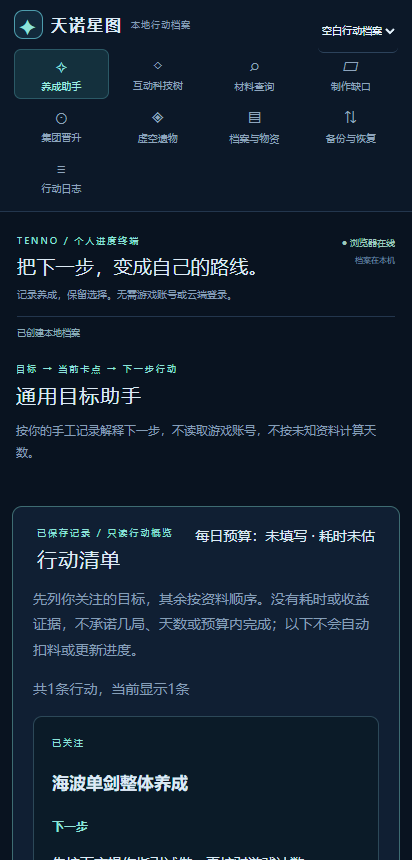 天诺星图 本地行动档案 空白行动档案
养成助手 互动科技树 材料查询 制作缺口
集团晋升 虚空遗物 档案与物资 备份与恢复
行动日志
TENNO / 个人进度终端 浏览器在线
把下一步，变成自己的路线。 档案在本机
记录养成，保留选择。无需游戏账号或云端登录。
已创建本地档案
目标 → 当前卡点 → 下一步行动
通用目标助手
按你的手工记录解释下一步，不读取游戏账号，不按未知资料计算天
数。
已保存记录 / 只读行动概览 每日预算：未填写 · 耗时未估
行动清单
先列你关注的目标，其余按资料顺序。没有耗时或收益
证据，不承诺几局、天数或预算内完成；以下不会自动
扣料或更新进度。
共1条行动，当前显示1条
已关注
海波单剑整体养成
下一步